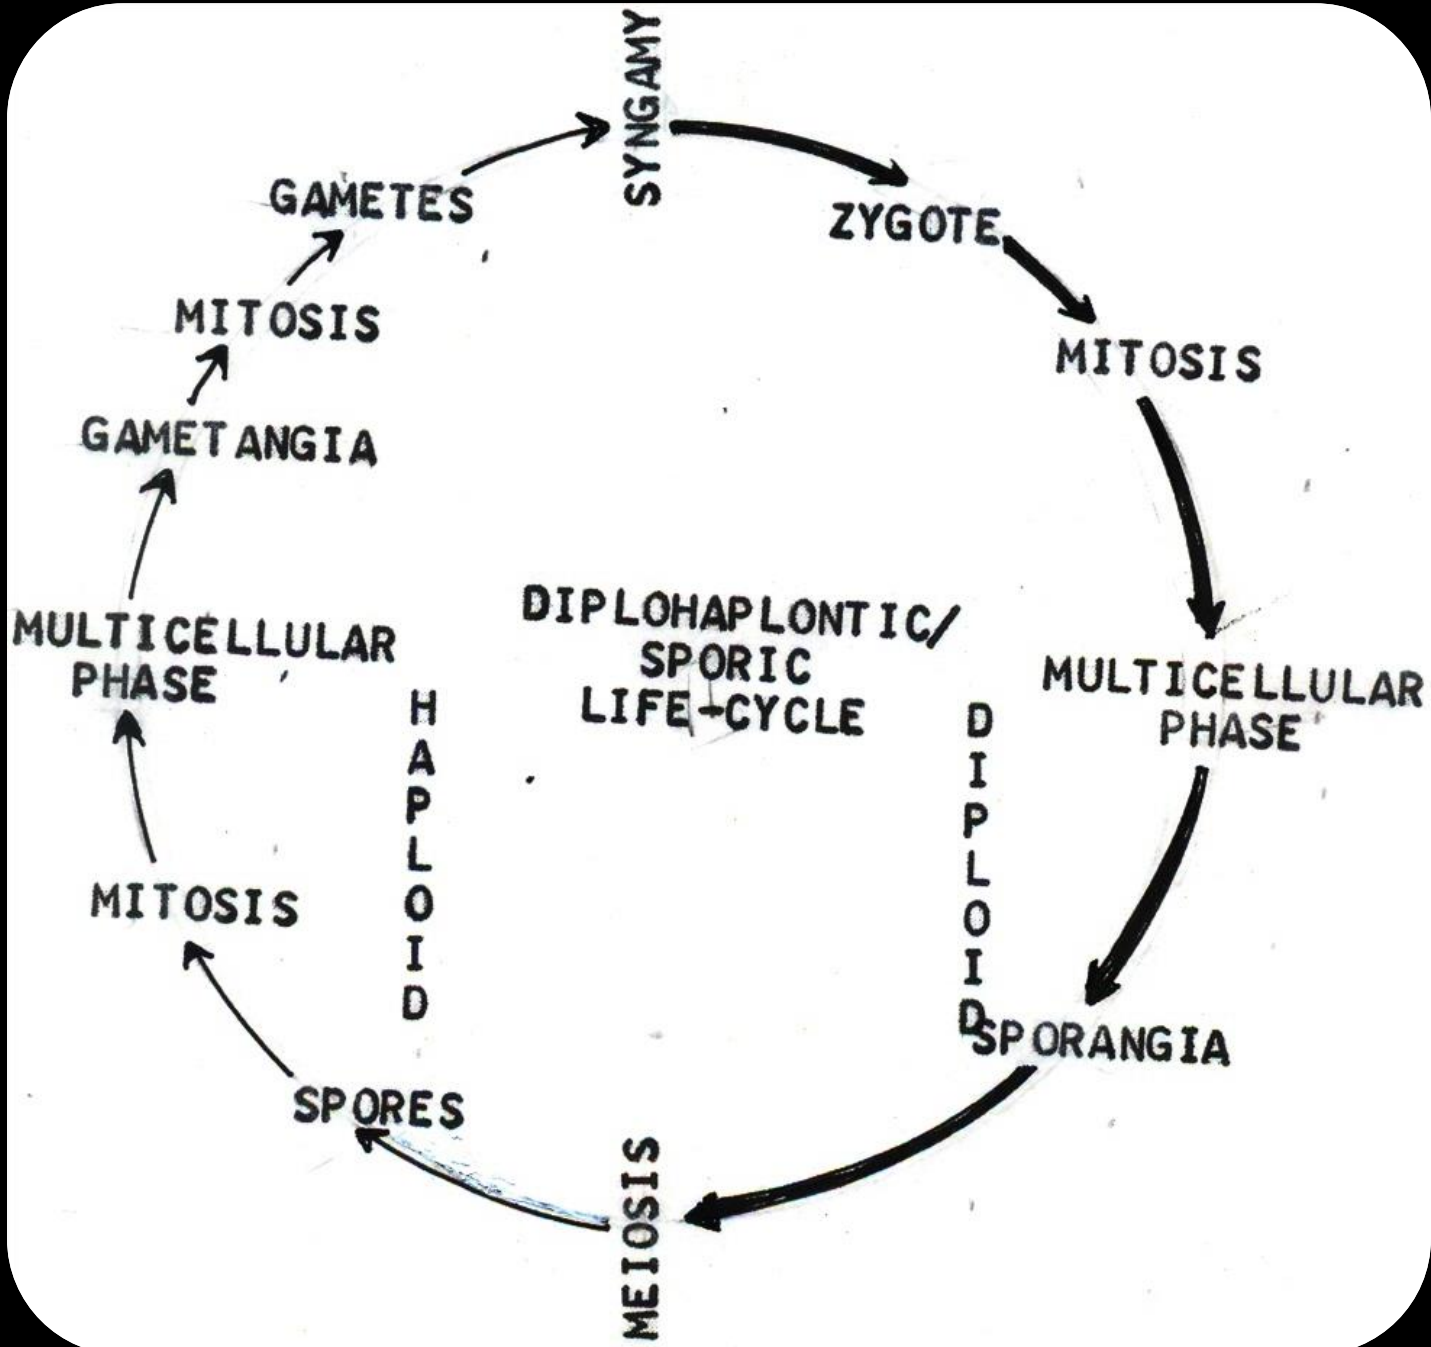 SYNGAMY
GAMETES
ZYGOTE
MITOSIS
MITOSIS
GAMETANGIA
DIPLOHAPLONTIC/
SPORIC
LIFE-CYCLE
MULTICELLULAR
PHASE
MULTICELLULAR
PHASE
HAPLOID
DIPLOID
MITOSIS
SPORANGIA
SPORES
MEIOSIS